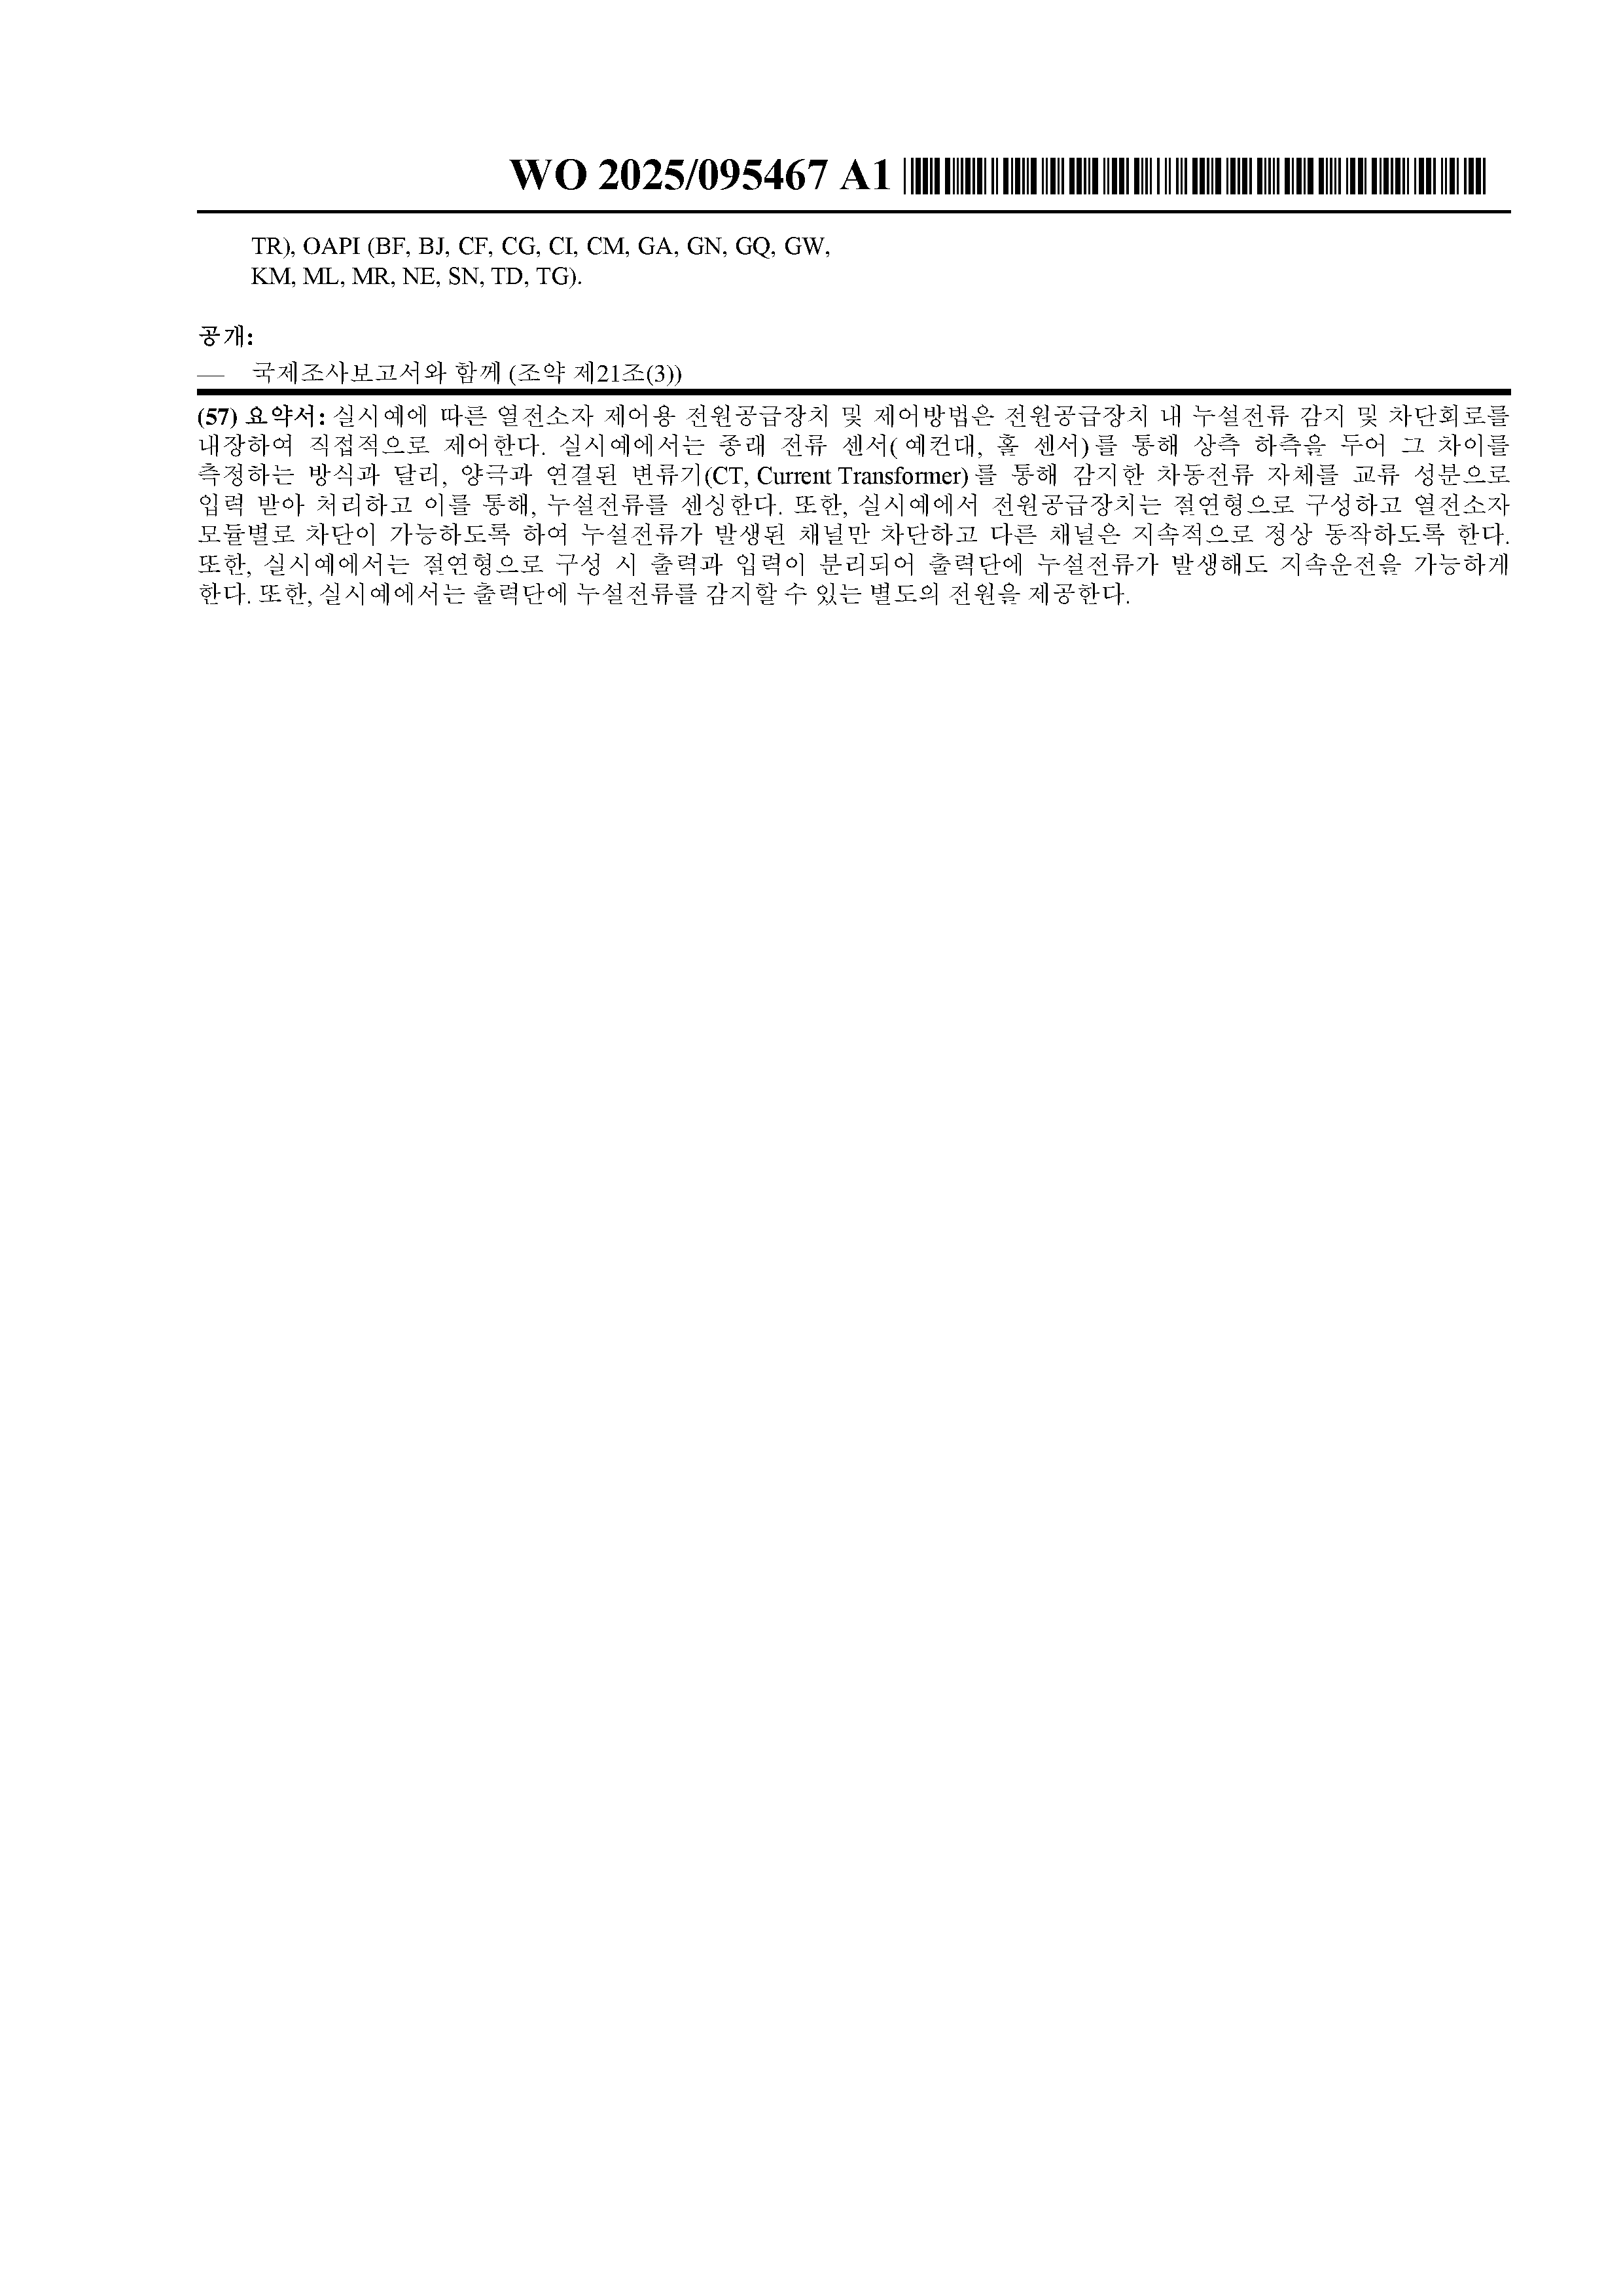 WO 2025/095467 A1
TR), OAPI (BF, BJ, CF, CG, CI, CM, GA, GN, GQ, GW,
KM, ML, MR, NE, SN, TD, TG).
공개:
— 국제조사보고서와 함께 (조약 제21조(3))
(57) 요약서: 실시예에 따른 열전소자 제어용 전원공급장치 및 제어방법은 전원공급장치 내 누설전류 감지 및 차단회로를
내장하여 직접적으로 제어한다. 실시예에서는 종래 전류 센서(예컨대, 홀 센서)를 통해 상측 하측을 두어 그 차이를
측정하는 방식과 달리, 양극과 연결된 변류기(CT, Current Transformer)를 통해 감지한 차동전류 자체를 교류 성분으로
입력 받아 처리하고 이를 통해, 누설전류를 센싱한다. 또한, 실시예에서 전원공급장치는 절연형으로 구성하고 열전소자
모듈별로 차단이 가능하도록 하여 누설전류가 발생된 채널만 차단하고 다른 채널은 지속적으로 정상 동작하도록 한다.
또한, 실시예에서는 절연형으로 구성 시 출력과 입력이 분리되어 출력단에 누설전류가 발생해도 지속운전을 가능하게
한다. 또한, 실시예에서는 출력단에 누설전류를 감지할 수 있는 별도의 전원을 제공한다.